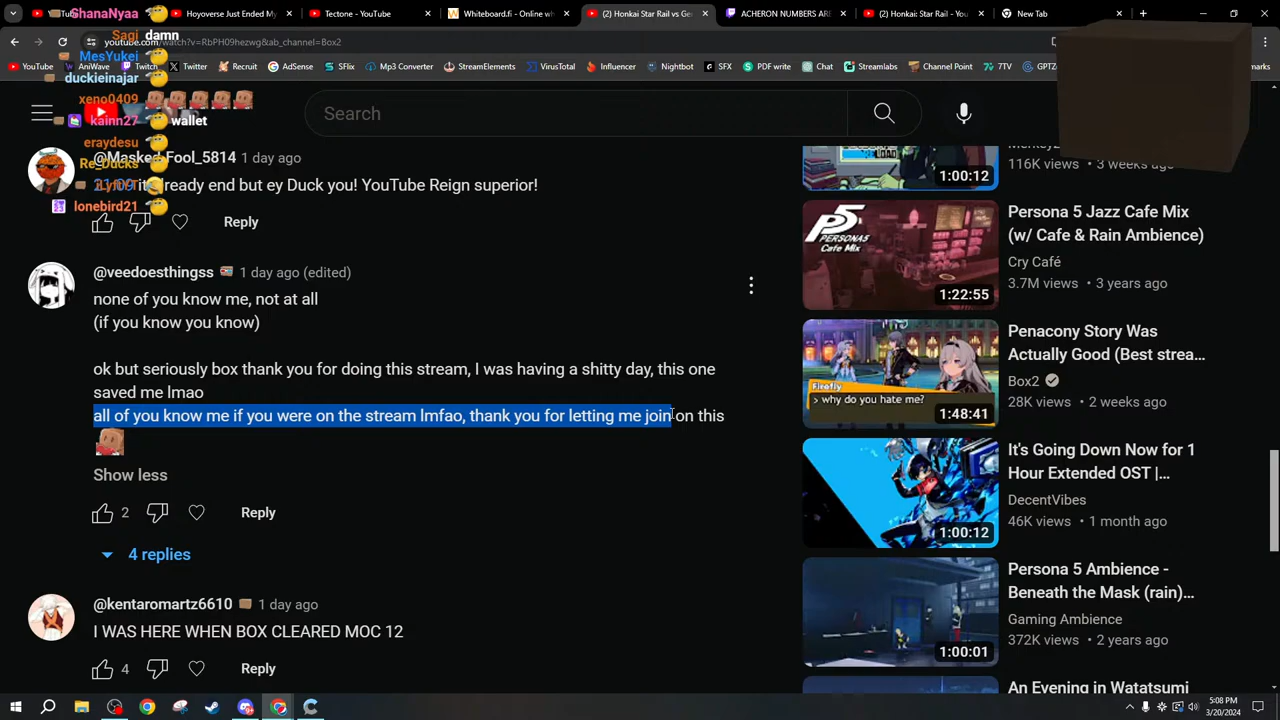 YouTube
Hoyoverse Just Ended My
Tectone - YouTube
Whiteboard.fi - Online wh
(2) Honkai Star Rail vs Ge
ACHERON NUMBERS ARE
(2) Honkai: Star Rail - You
New Tab
youtube.com/watch?v=RbPH09hezwg&ab_channel=Box2
YouTube
Amazon
Twitch
Twitter
Recruit
AdSense
Sflix
Mp3 Converter
StreamElements
VirusTotal
Influencer
Nightbot
SFX
PSD
Chat
Streamlabs
Channel Point
7TV
GPTZ
ShanaNyaa
Sagi damn
MesYukei
duckieinajar
xeno0409
kainn27 wallet
eraydesu
Re_Ducks
lonebird21
Search
@Masked_Fool_5814 1 day ago
ready end but ey Duck you! YouTube Reign superior!
Reply
@veedoesthingss 1 day ago (edited)
none of you know me, not at all
(if you know you know)
ok but seriously box thank you for doing this stream, I was having a shitty day, this one
saved me lmao
all of you know me if you were on the stream lmfao, thank you for letting me join on this
Show less
2
Reply
4 replies
@kentaromartz6610 1 day ago
I WAS HERE WHEN BOX CLEARED MOC 12
4
Reply
116K views • 3 weeks ago
1:00:12
PERSONA5
Cafe Mix
1:22:55
Persona 5 Jazz Cafe Mix
(w/ Cafe & Rain Ambience)
Cry Café
3.7M views • 3 years ago
Firefly
> why do you hate me?
1:48:41
Penacony Story Was
Actually Good (Best strea...
Box2
28K views • 2 weeks ago
1:00:12
It's Going Down Now for 1
Hour Extended OST |...
DecentVibes
46K views • 1 month ago
1:00:01
Persona 5 Ambience -
Beneath the Mask (rain)...
Gaming Ambience
372K views • 2 years ago
An Evening in Watatsumi
5:08 PM
3/20/2024